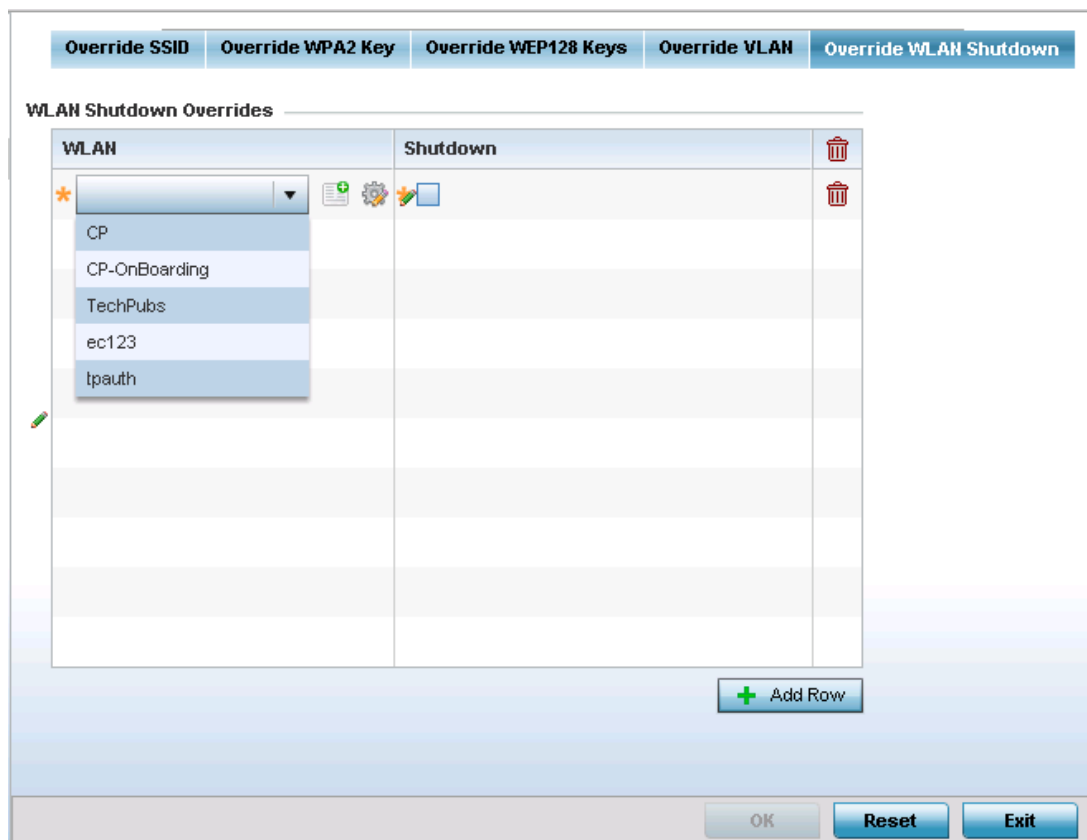 Override SSID Override WPA2 Key Override WEP128 Keys Override VLAN Override WLAN Shutdown
WLAN Shutdown Overrides
WLAN Shutdown
CP
CP-OnBoarding
TechPubs
ec123
tpauth
Add Row
OK Reset Exit